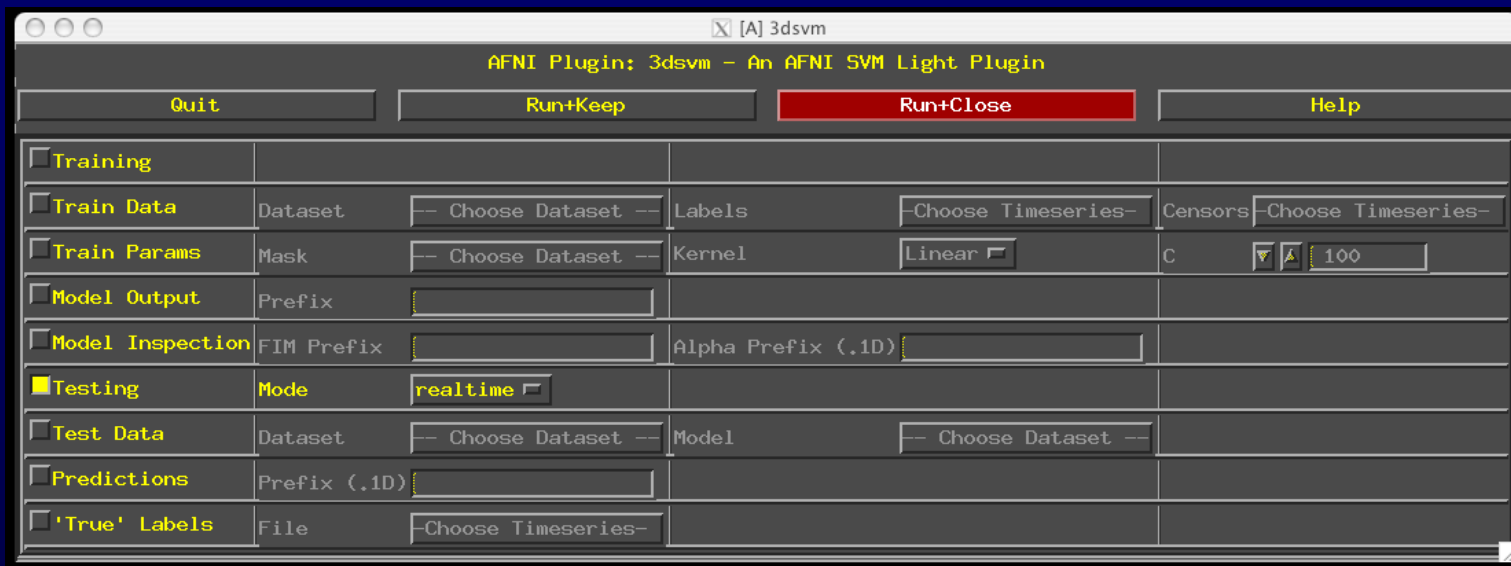 [A] 3dsvm
AFNI Plugin: 3dsvm - An AFNI SVM Light Plugin
Quit Run+Keep Run+Close Help
Training
Train Data Dataset -- Choose Dataset -- Labels -Choose Timeseries- Censors -Choose Timeseries-
Train Params Mask -- Choose Dataset -- Kernel Linear C 100
Model Output Prefix
Model Inspection FIM Prefix Alpha Prefix (.1D)
Testing Mode realtime
Test Data Dataset -- Choose Dataset -- Model -- Choose Dataset --
Predictions Prefix (.1D)
'True' Labels File -Choose Timeseries-